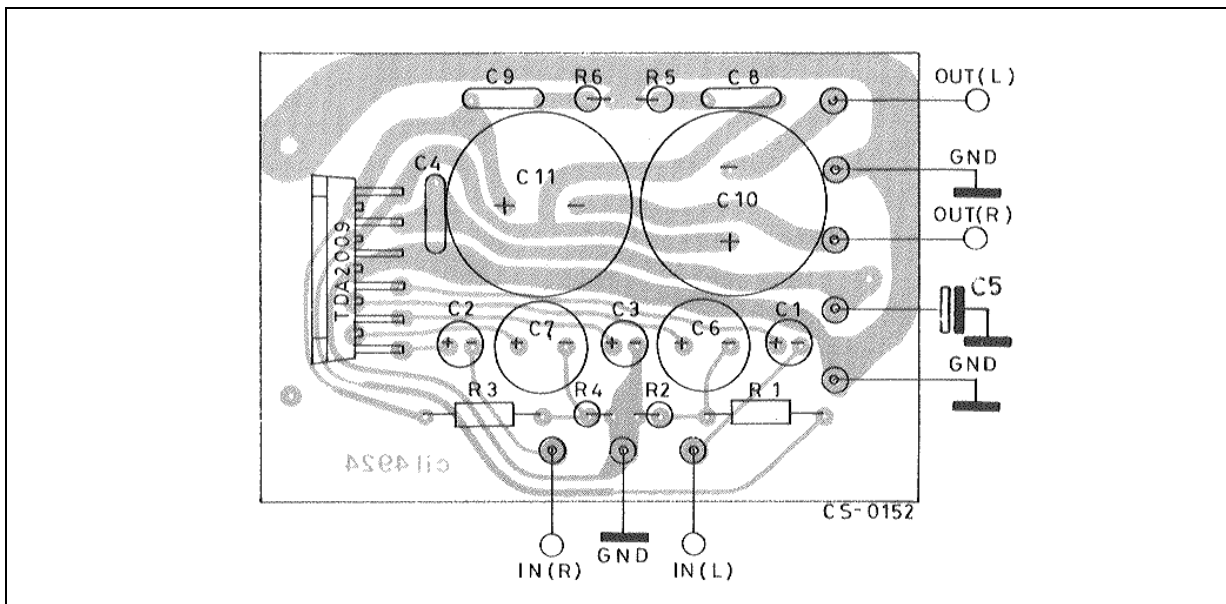 C9 R6 R5 C8 OUT(L)
C4 C11 C10 GND
OUT(R)
TDA2009
C5
C2 C7 C3 C6 C1
GND
R3 R4 R2 R1
cil4924
CS-0152
IN(R) GND IN(L)